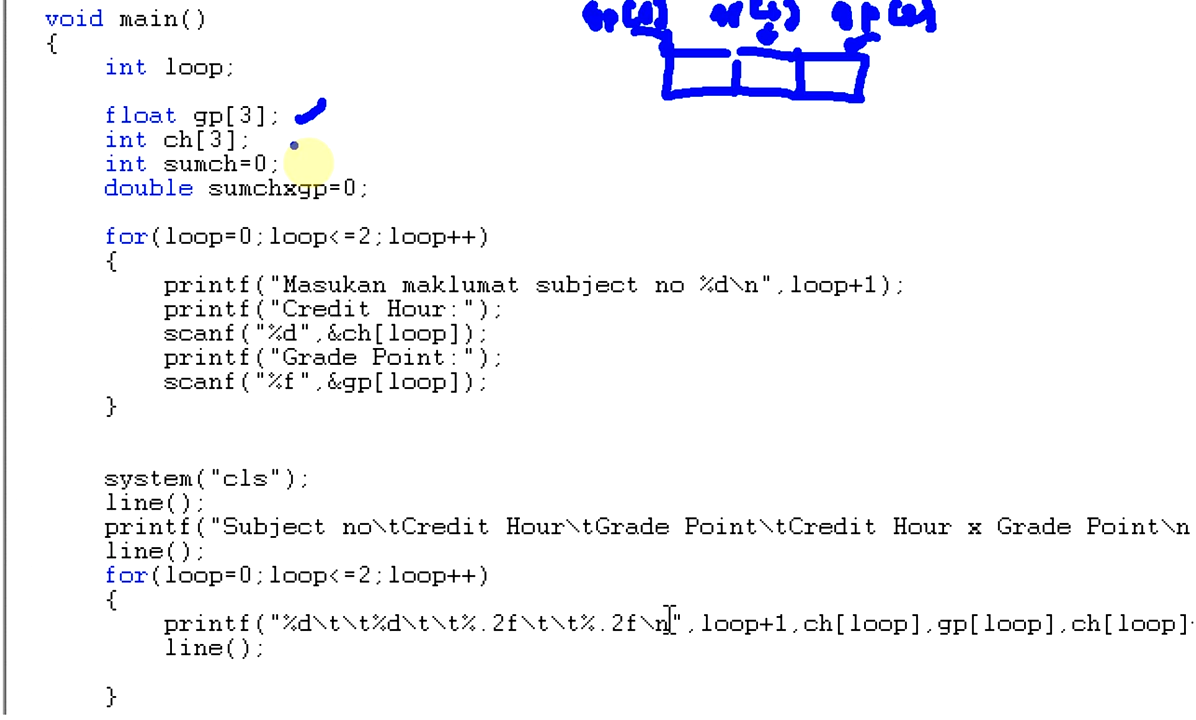 void main()
{
int loop;
float gp[3];
int ch[3];
int sumch=0;
double sumchxgp=0;
for(loop=0;loop<=2;loop++)
{
printf("Masukan maklumat subject no %d\n",loop+1);
printf("Credit Hour:");
scanf("%d",&ch[loop]);
printf("Grade Point:");
scanf("%f",&gp[loop]);
}
system("cls");
line();
printf("Subject no\tCredit Hour\tGrade Point\tCredit Hour x Grade Point\n
line();
for(loop=0;loop<=2;loop++)
{
printf("%d\t\t%d\t\t%.2f\t\t%.2f\n",loop+1,ch[loop],gp[loop],ch[loop]
line();
}